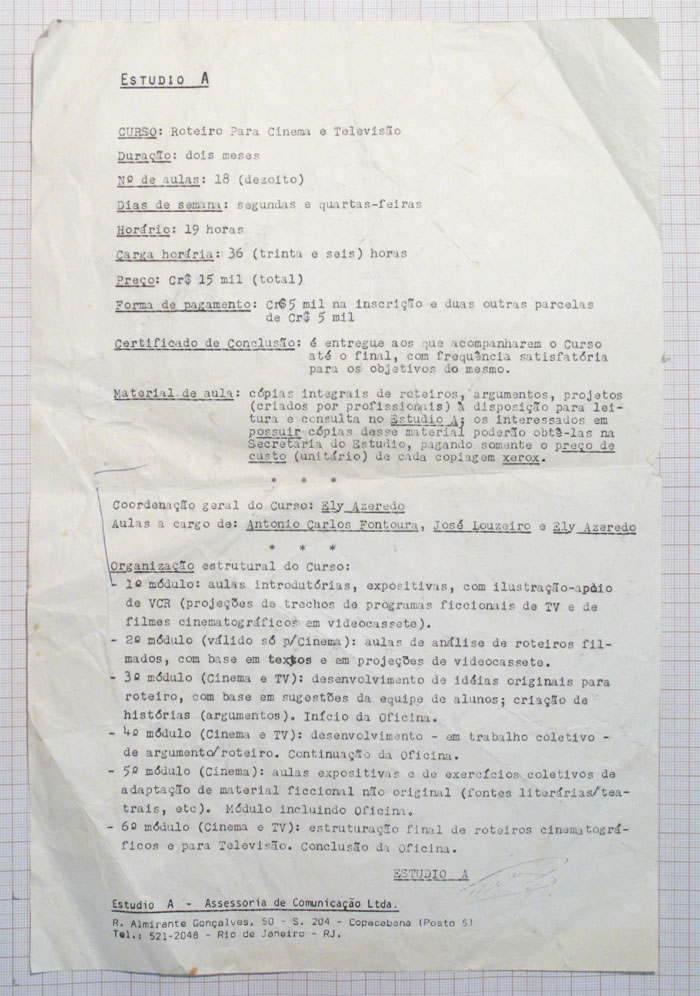 ESTUDIO A
CURSO: Roteiro Para Cinema e Televisão
Duração: dois meses
Nº de aulas: 18 (dezoito)
Dias de semana: segundas e quartas-feiras
Horário: 19 horas
Carga horária: 36 (trinta e seis) horas
Preço: Cr$ 15 mil (total)
Forma de pagamento: Cr$5 mil na inscrição e duas outras parcelas
de Cr$ 5 mil
Certificado de Conclusão: é entregue aos que acompanharem o Curso
até o final, com frequência satisfatória
para os objetivos do mesmo.
Material de aula: cópias integrais de roteiros, argumentos, projetos
(criados por profissionais) à disposição para lei-
tura e consulta no Estudio A; os interessados em
possuir cópias desse material poderão obtê-las na
Secretaria do Estudio, pagando somente o preço de
custo (unitário) de cada copiagem xerox.
* * *
Coordenação geral do Curso: Ely Azeredo
Aulas a cargo de: Antonio Carlos Fontoura, José Louzeiro e Ely Azeredo
* * *
Organização estrutural do Curso:
- 1º módulo: aulas introdutórias, expositivas, com ilustração-apoio
de VCR (projeções de trechos de programas ficcionais de TV e de
filmes cinematográficos em videocassete).
- 2º módulo (válido só p/Cinema): aulas de análise de roteiros fil-
mados, com base em textos e em projeções de videocassete.
- 3º módulo (Cinema e TV): desenvolvimento de idéias originais para
roteiro, com base em sugestões da equipe de alunos; criação de
histórias (argumentos). Início da Oficina.
- 4º módulo (Cinema e TV): desenvolvimento - em trabalho coletivo -
de argumento/roteiro. Continuação da Oficina.
- 5º módulo (Cinema): aulas expositivas e de exercícios coletivos de
adaptação de material ficcional não original (fontes literárias/tea-
trais, etc). Módulo incluindo Oficina.
- 6º módulo (Cinema e TV): estruturação final de roteiros cinematográ-
ficos e para Televisão. Conclusão da Oficina.
ESTUDIO A
Estudio A - Assessoria de Comunicação Ltda.
R. Almirante Gonçalves, 50 - S. 204 - Copacabana (Posto 5)
Tel.: 521-2048 - Rio de Janeiro - RJ.